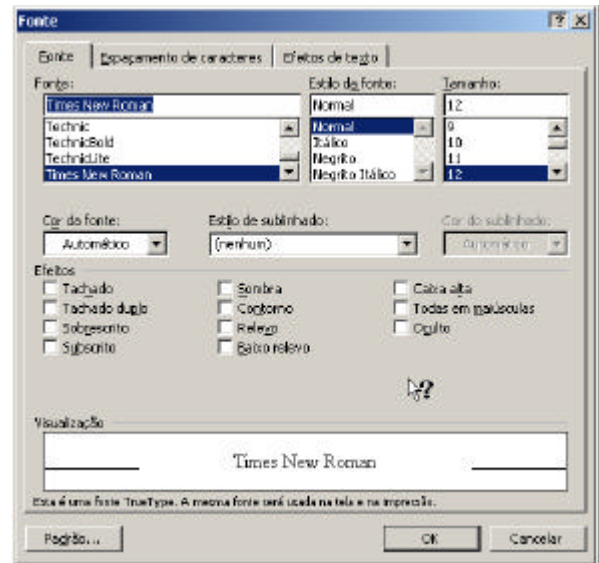 Fonte
Fonte Espaçamento de caracteres Efeitos de texto
Fonte: Estilo da fonte: Tamanho:
Times New Roman Normal 12
Technic Normal 9
TechnicBold Itálico 10
TechnicLite Negrito 11
Times New Roman Negrito Itálico 12
Cor da fonte: Estilo de sublinhado: Cor do sublinhado:
Automático (nenhum) Automático
Efeitos
Tachado Sombra Caixa alta
Tachado duplo Contorno Todas em maiúsculas
Sobrescrito Relevo Oculto
Subscrito Baixo relevo
?
Visualização
Times New Roman
Esta é uma fonte TrueType. A mesma fonte será usada na tela e na impressão.
Padrão... OK Cancelar